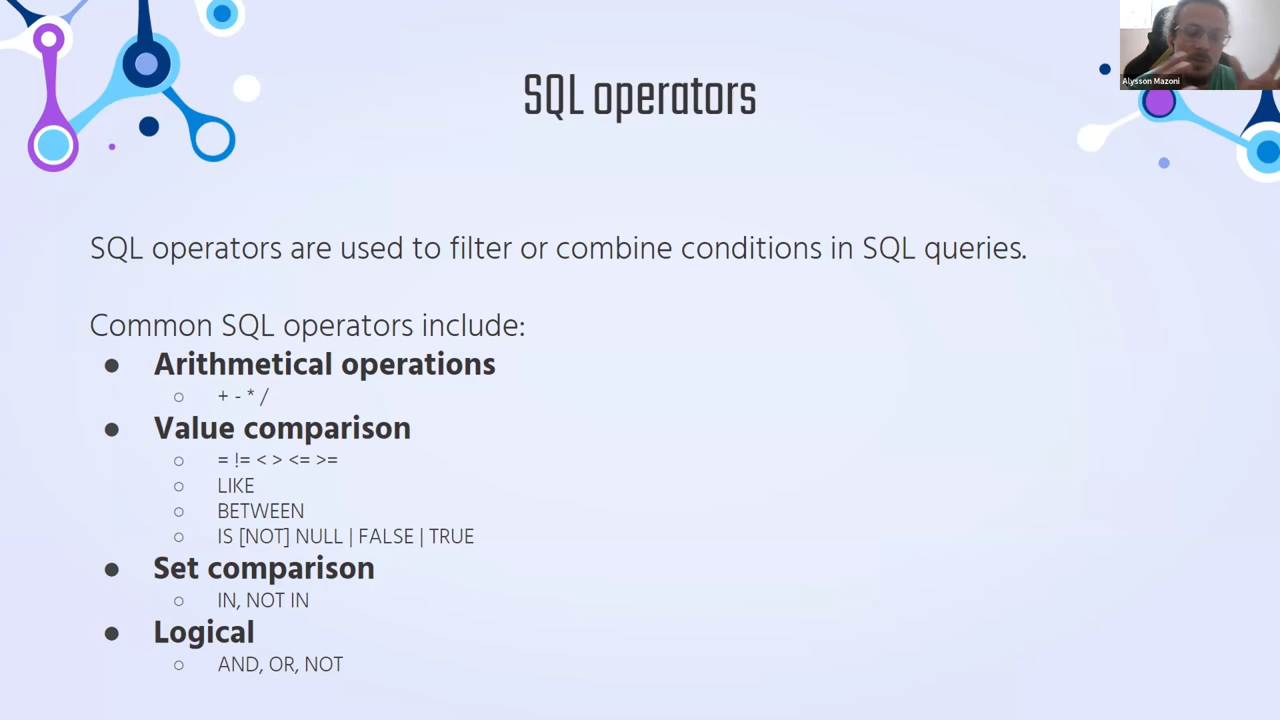 Alysson Mazoni
SQL operators
SQL operators are used to filter or combine conditions in SQL queries.
Common SQL operators include:
● Arithmetical operations
○ + - * /
● Value comparison
○ = != < > <= >=
○ LIKE
○ BETWEEN
○ IS [NOT] NULL | FALSE | TRUE
● Set comparison
○ IN, NOT IN
● Logical
○ AND, OR, NOT